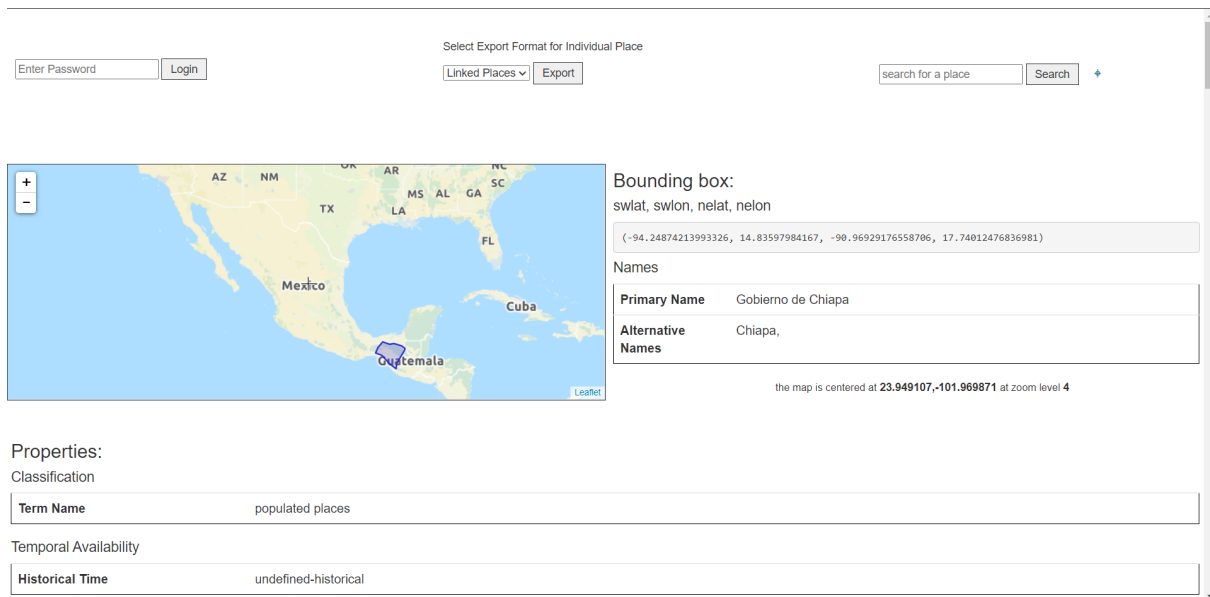 Select Export Format for Individual Place
Enter Password Login Linked Places Export search for a place Search
+
−
AZ NM OK AR NC
SC
MS AL GA
TX LA
FL
Mexico
Cuba
Guatemala
Leaflet
Bounding box:
swlat, swlon, nelat, nelon
(-94.24874213993326, 14.83597984167, -90.96929176558706, 17.74012476836981)
Names
Primary Name Gobierno de Chiapa
Alternative Names Chiapa,
the map is centered at 23.949107,-101.969871 at zoom level 4
Properties:
Classification
Term Name populated places
Temporal Availability
Historical Time undefined-historical